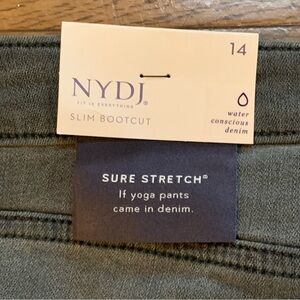 14
NYDJ®
FIT IS EVERYTHING
SLIM BOOTCUT
water
conscious
denim
SURE STRETCH®
If yoga pants
came in denim.